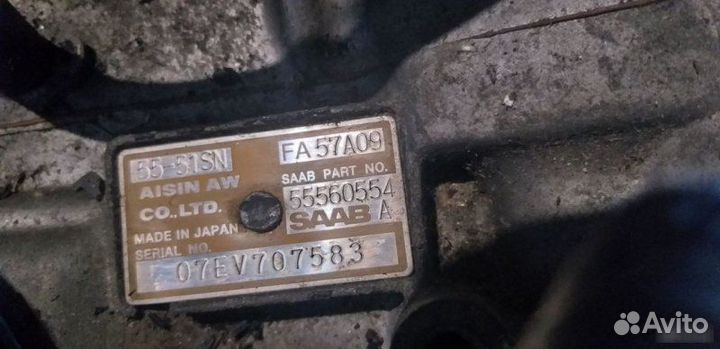 55-51SN
FA57A09
AISIN AW
CO.,LTD.
SAAB PART NO.
55560554
SAAB A
MADE IN JAPAN
SERIAL NO.
07EV707583
Avito